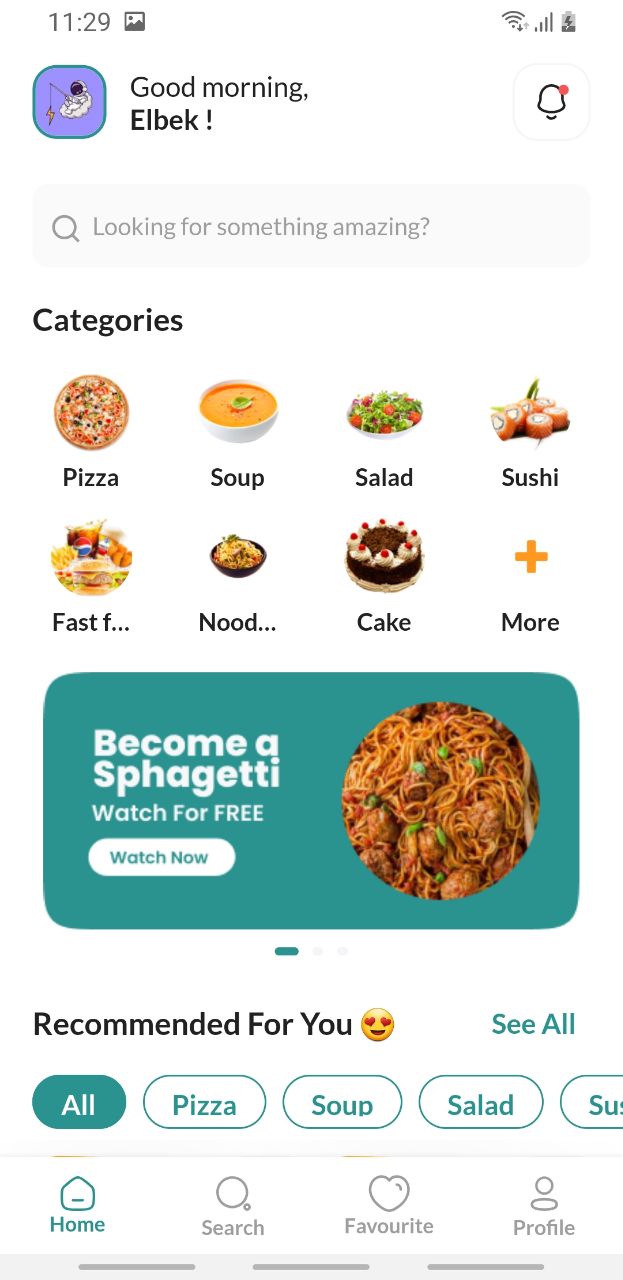 11:29
Good morning,
Elbek !
Looking for something amazing?
Categories
Pizza Soup Salad Sushi
Fast f... Nood... Cake More
Become a
Sphagetti
Watch For FREE
Watch Now
Recommended For You 😍 See All
All Pizza Soup Salad Sus
Home Search Favourite Profile